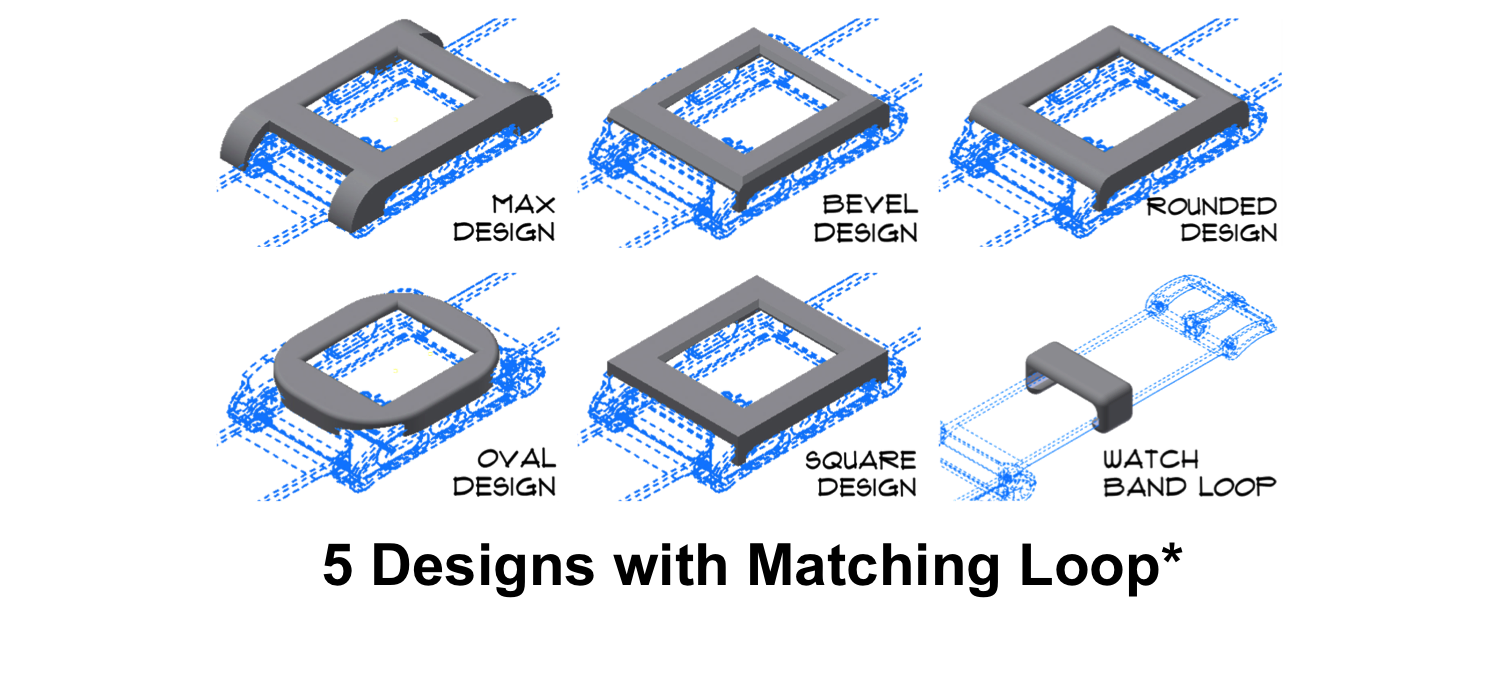 MAX
DESIGN
BEVEL
DESIGN
ROUNDED
DESIGN
OVAL
DESIGN
SQUARE
DESIGN
WATCH
BAND LOOP
5 Designs with Matching Loop*